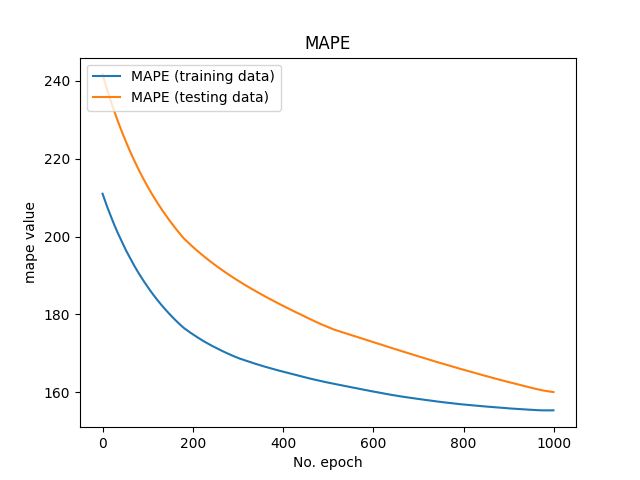 MAPE
MAPE (training data)
MAPE (testing data)
240
220
200
180
160
mape value
0 200 400 600 800 1000
No. epoch